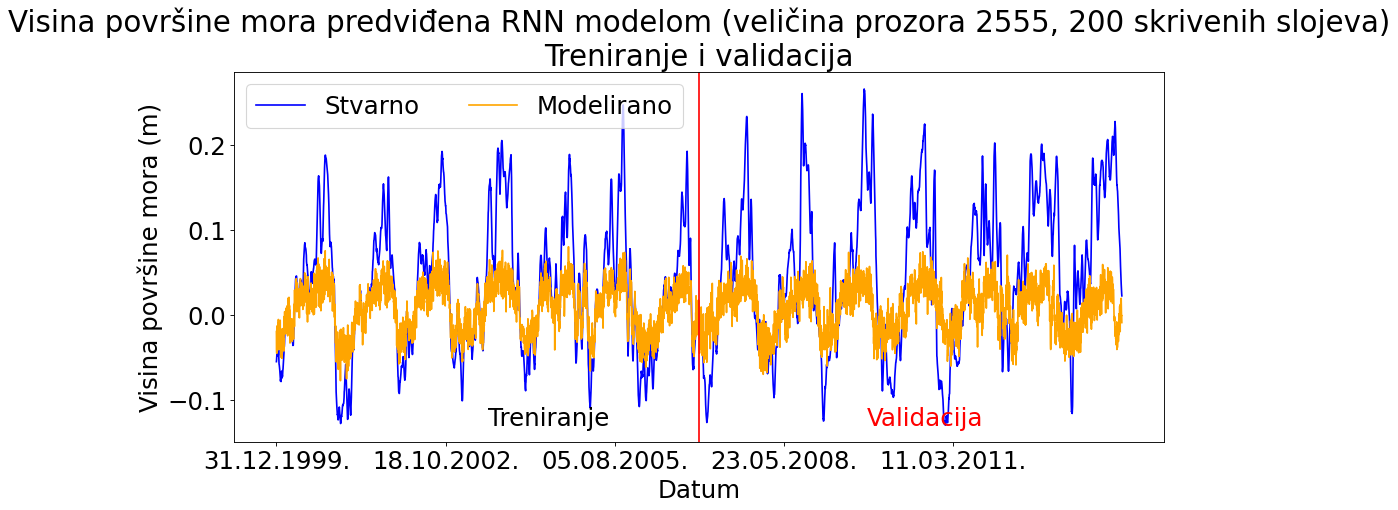 Visina površine mora predviđena RNN modelom (veličina prozora 2555, 200 skrivenih slojeva)
Treniranje i validacija
Stvarno Modelirano
Visina površine mora (m)
0.2
0.1
0.0
−0.1
Treniranje Validacija
31.12.1999. 18.10.2002. 05.08.2005. 23.05.2008. 11.03.2011.
Datum